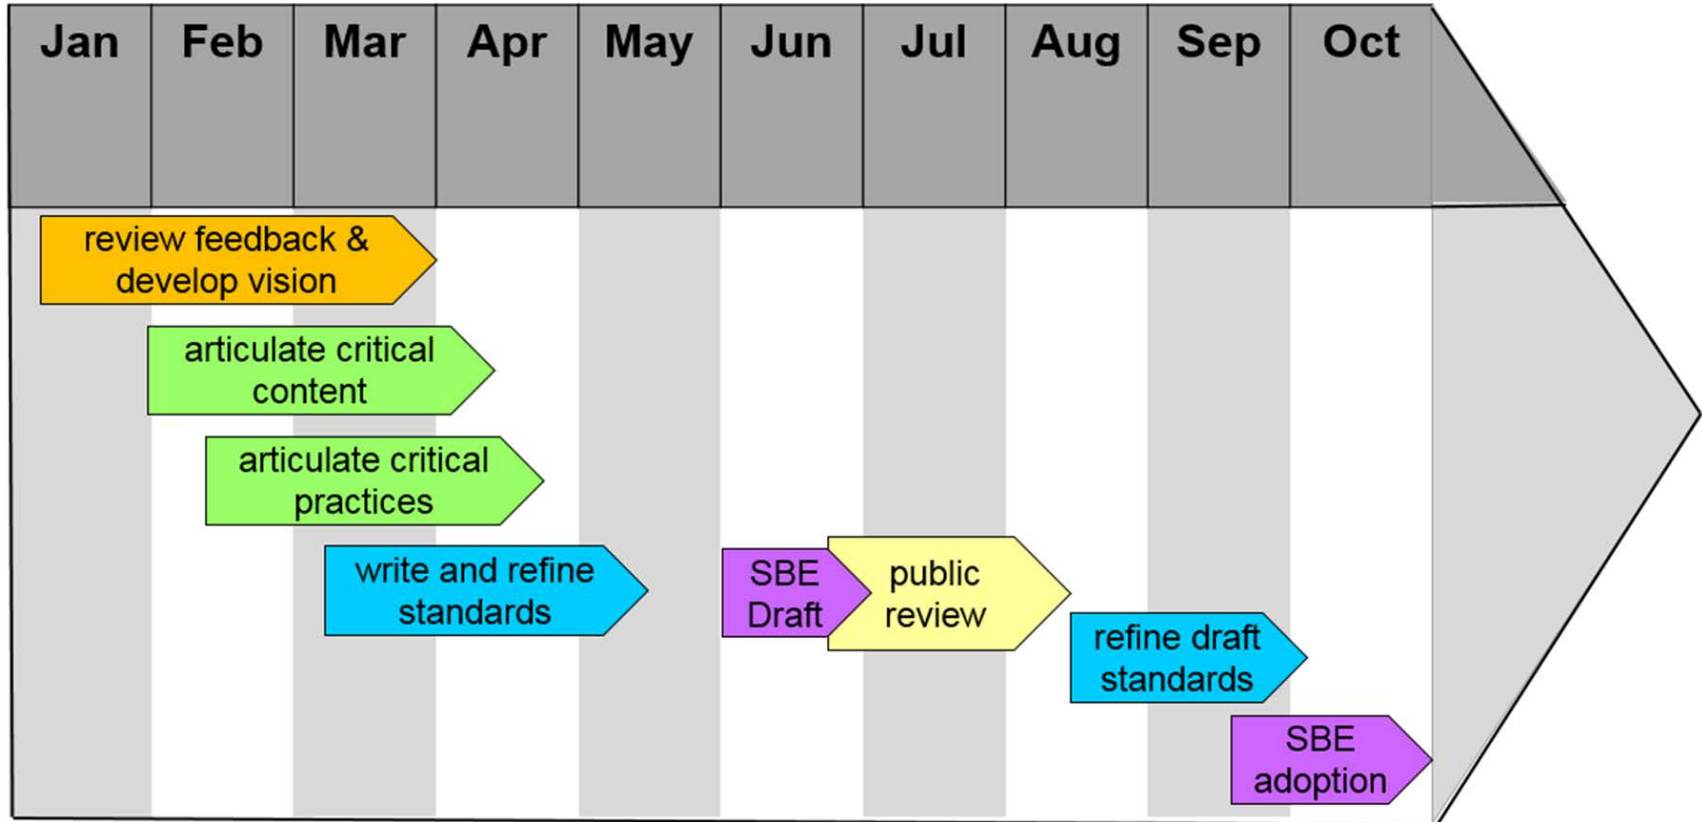 Jan Feb Mar Apr May Jun Jul Aug Sep Oct
review feedback &
develop vision
articulate critical
content
articulate critical
practices
write and refine
standards
SBE
Draft
public
review
refine draft
standards
SBE
adoption